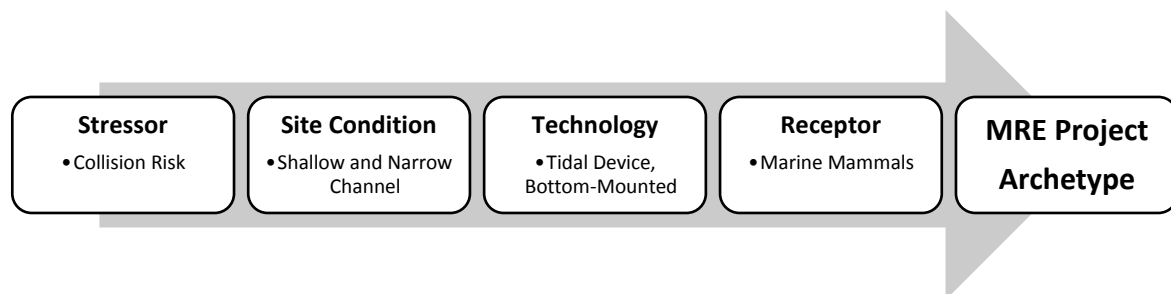 Stressor
•Collision Risk
Site Condition
•Shallow and Narrow
Channel
Technology
•Tidal Device,
Bottom-Mounted
Receptor
•Marine Mammals
MRE Project
Archetype